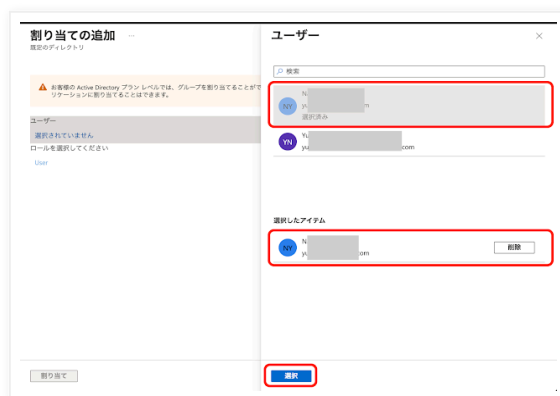 割り当ての追加 …
既定のディレクトリ
お客様の Active Directory プラン レベルでは、グループを割り当てることがで
リケーションに割り当てることはできます。
ユーザー
選択されていません
ロールを選択してください
User
割り当て
ユーザー
検索
NY
N
yu m
選択済み
YN
Yu
yu com
選択したアイテム
NY
N
yu om
削除
選択